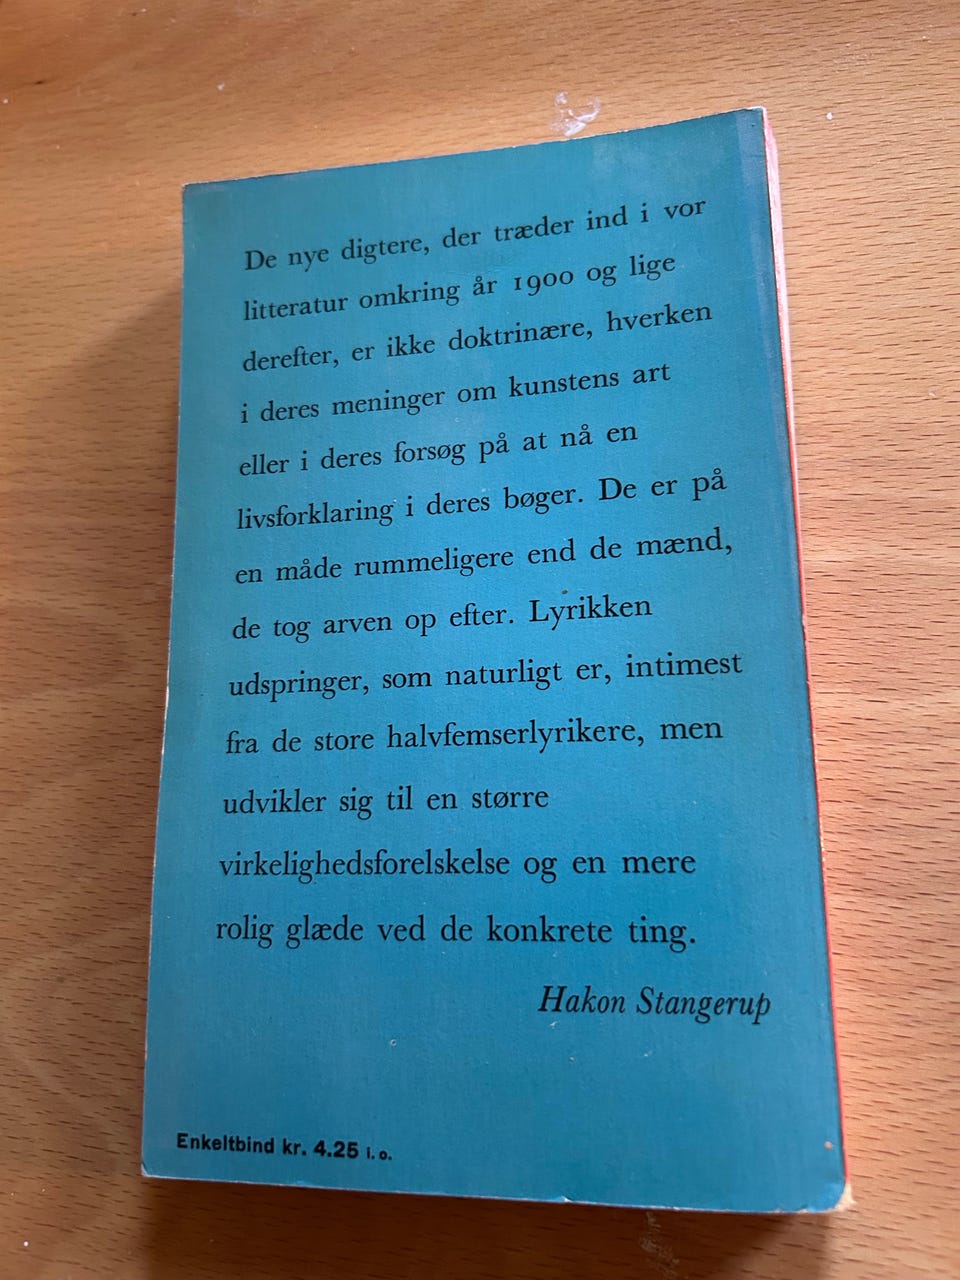 De nye digtere, der træder ind i vor
litteratur omkring år 1900 og lige
derefter, er ikke doktrinære, hverken
i deres meninger om kunstens art
eller i deres forsøg på at nå en
livsforklaring i deres bøger. De er på
en måde rummeligere end de mænd,
de tog arven op efter. Lyrikken
udspringer, som naturligt er, intimest
fra de store halvfemserlyrikere, men
udvikler sig til en større
virkelighedsforelskelse og en mere
rolig glæde ved de konkrete ting.
Hakon Stangerup
Enkeltbind kr. 4.25 i. o.